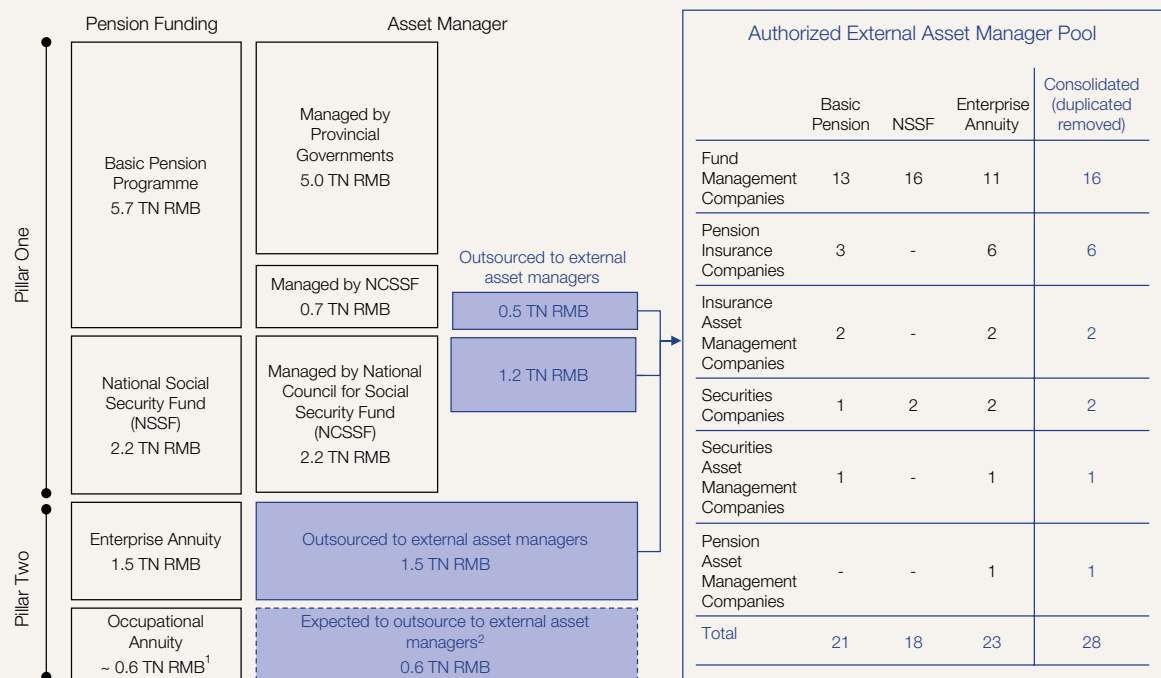 Pension Funding
Asset Manager
Pillar One
Basic Pension
Programme
5.7 TN RMB
Managed by
Provincial
Governments
5.0 TN RMB
Managed by NCSSF
0.7 TN RMB
Outsourced to external
asset managers
0.5 TN RMB
National Social
Security Fund
(NSSF)
2.2 TN RMB
Managed by National
Council for Social
Security Fund
(NCSSF)
2.2 TN RMB
1.2 TN RMB
Pillar Two
Enterprise Annuity
1.5 TN RMB
Outsourced to external asset managers
1.5 TN RMB
Occupational
Annuity
~ 0.6 TN RMB¹
Expected to outsource to external asset
managers²
0.6 TN RMB
Authorized External Asset Manager Pool
Basic
Pension
NSSF
Enterprise
Annuity
Consolidated
(duplicated
removed)
Fund
Management
Companies
13 16 11 16
Pension
Insurance
Companies
3 - 6 6
Insurance
Asset
Management
Companies
2 - 2 2
Securities
Companies
1 2 2 2
Securities
Asset
Management
Companies
1 - 1 1
Pension
Asset
Management
Companies
- - 1 1
Total 21 18 23 28